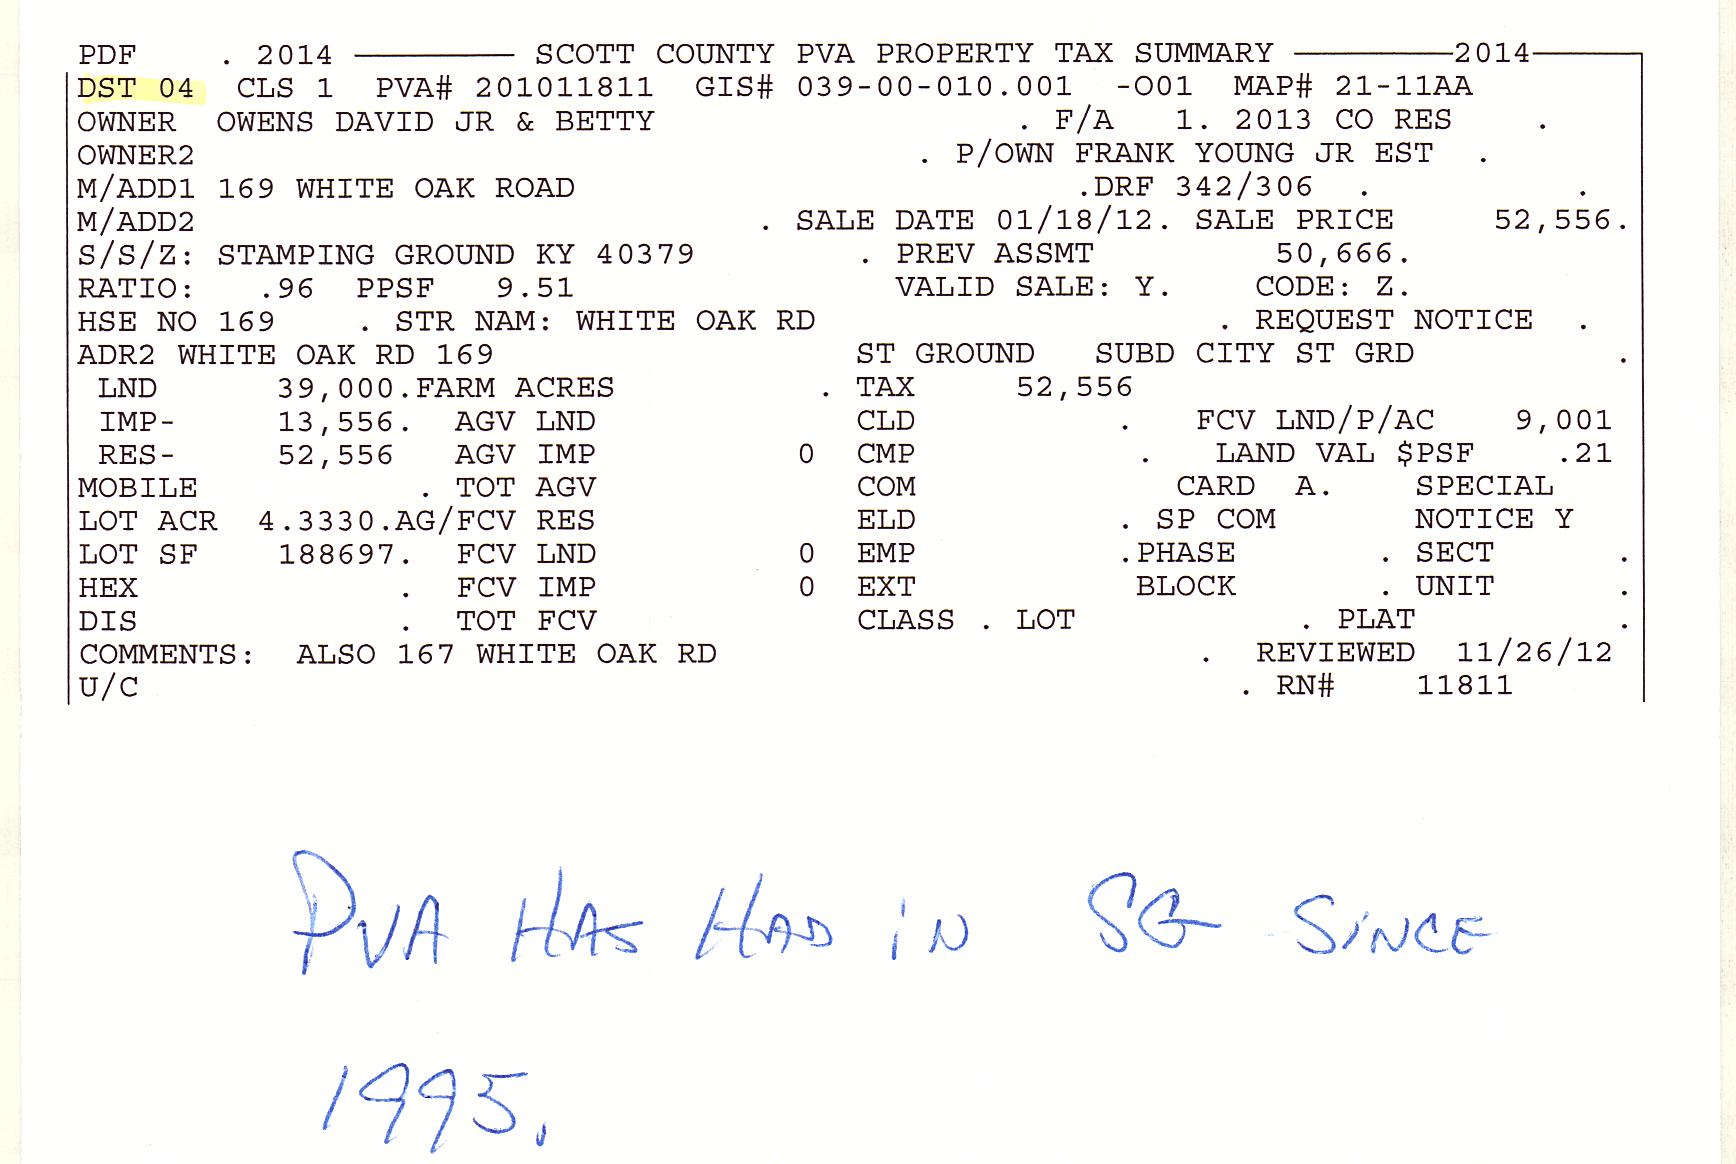 PDF . 2014 SCOTT COUNTY PVA PROPERTY TAX SUMMARY 2014
DST 04 CLS 1 PVA# 201011811 GIS# 039-00-010.001 -O01 MAP# 21-11AA
OWNER OWENS DAVID JR & BETTY . F/A 1. 2013 CO RES .
OWNER2 . P/OWN FRANK YOUNG JR EST .
M/ADD1 169 WHITE OAK ROAD .DRF 342/306 . .
M/ADD2 . SALE DATE 01/18/12. SALE PRICE 52,556.
S/S/Z: STAMPING GROUND KY 40379 . PREV ASSMT 50,666.
RATIO: .96 PPSF 9.51 VALID SALE: Y. CODE: Z.
HSE NO 169 . STR NAM: WHITE OAK RD . REQUEST NOTICE .
ADR2 WHITE OAK RD 169 ST GROUND SUBD CITY ST GRD .
LND 39,000.FARM ACRES . TAX 52,556
IMP- 13,556. AGV LND CLD . FCV LND/P/AC 9,001
RES- 52,556 AGV IMP 0 CMP . LAND VAL $PSF .21
MOBILE . TOT AGV COM CARD A. SPECIAL
LOT ACR 4.3330.AG/FCV RES ELD . SP COM NOTICE Y
LOT SF 188697. FCV LND 0 EMP .PHASE . SECT .
HEX . FCV IMP 0 EXT BLOCK . UNIT .
DIS . TOT FCV CLASS . LOT . PLAT .
COMMENTS: ALSO 167 WHITE OAK RD . REVIEWED 11/26/12
U/C . RN# 11811
PVA HAS HAD iN SG SiNCE
1995.